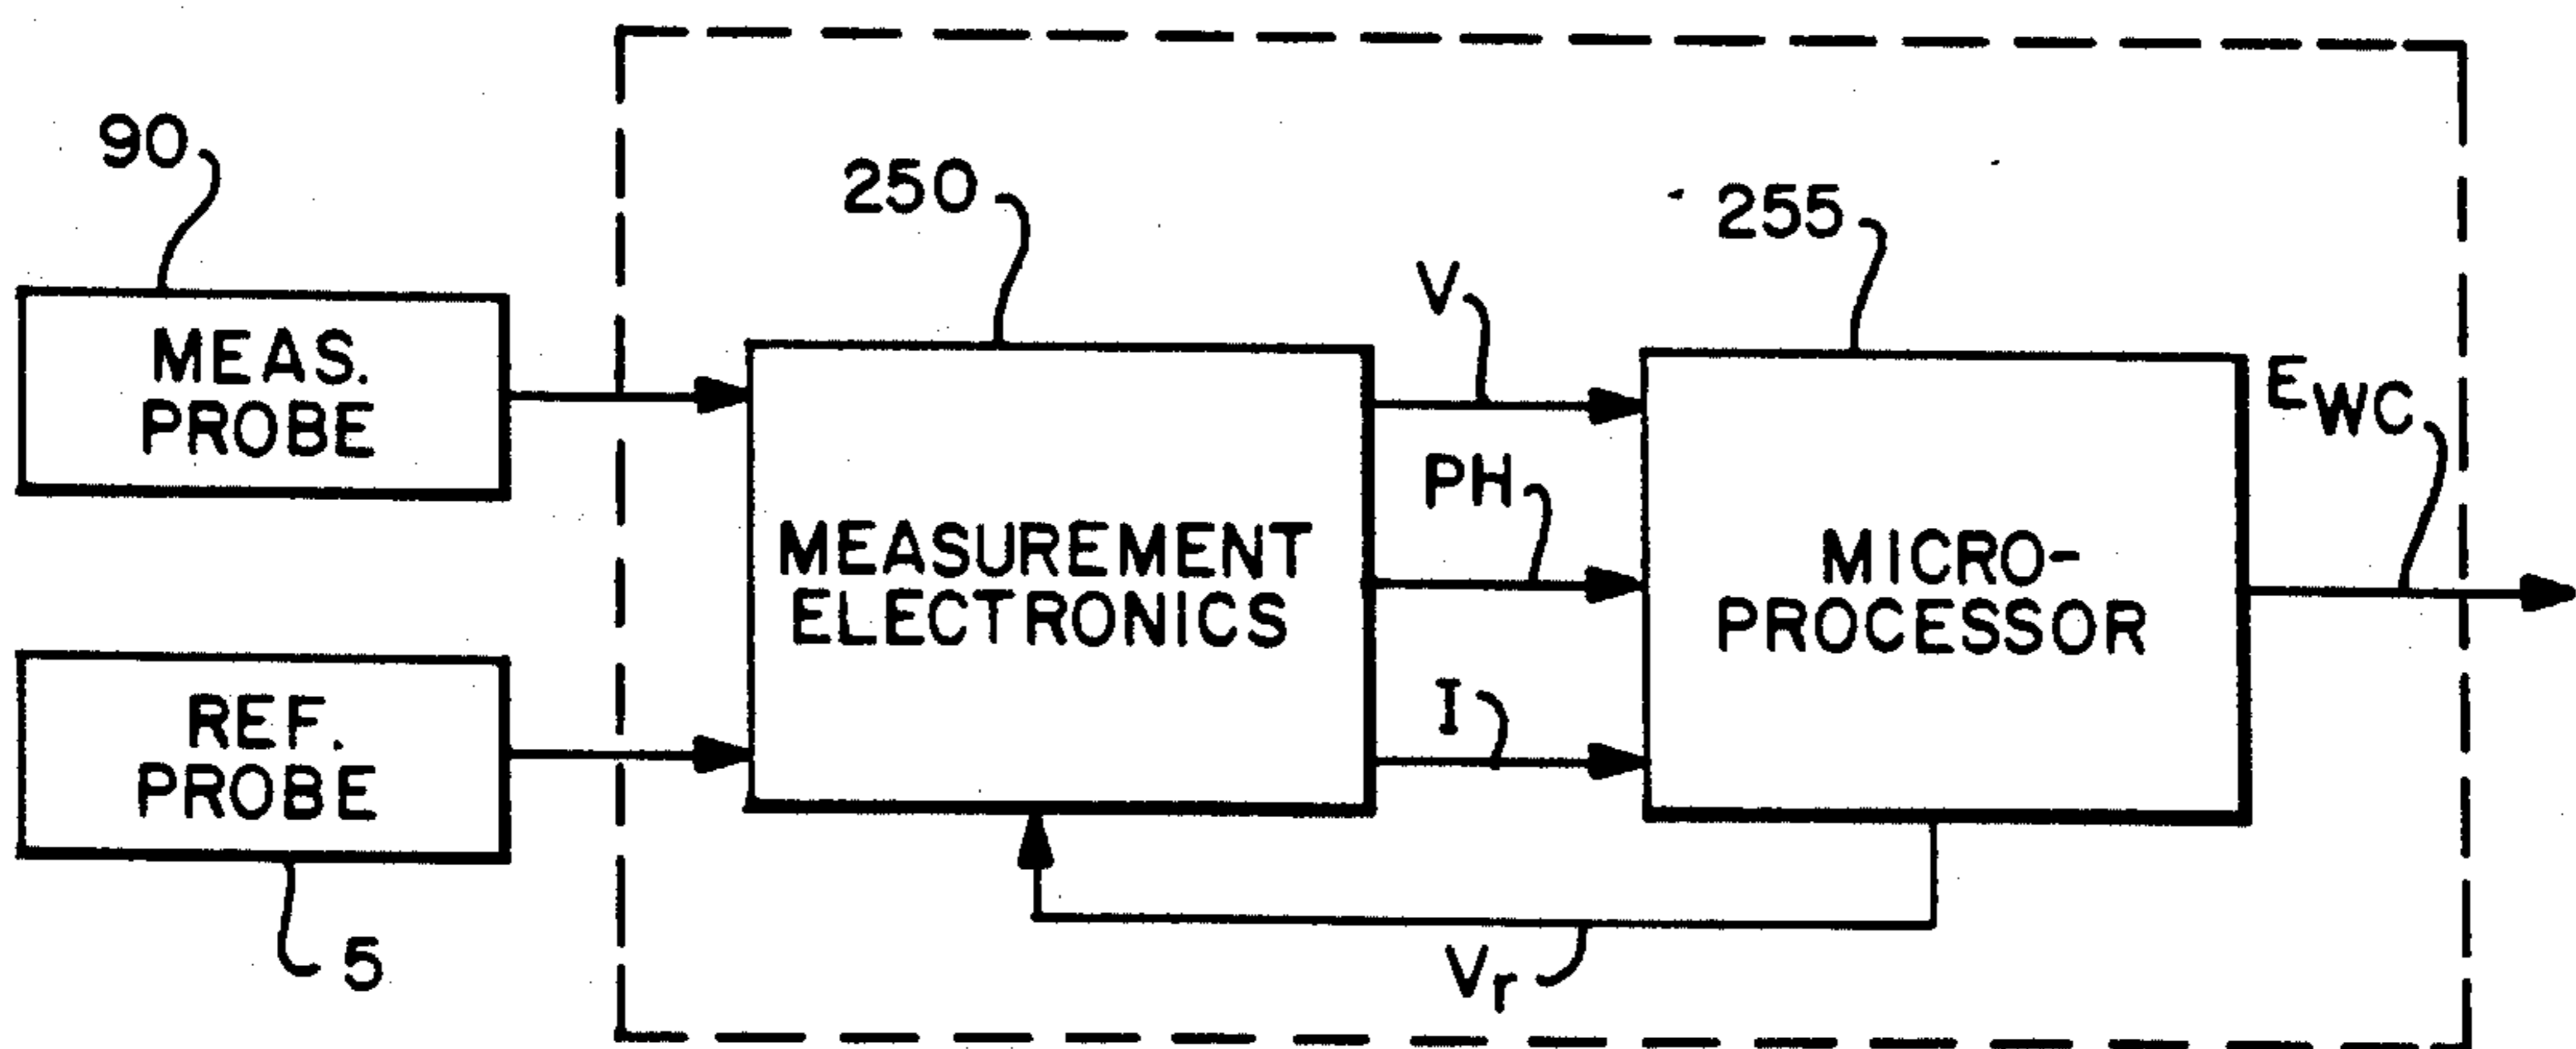 90
250
255
V
MEAS.
PROBE
EWC
PH
MEASUREMENT
ELECTRONICS
MICRO-
PROCESSOR
I
REF.
PROBE
5
Vr